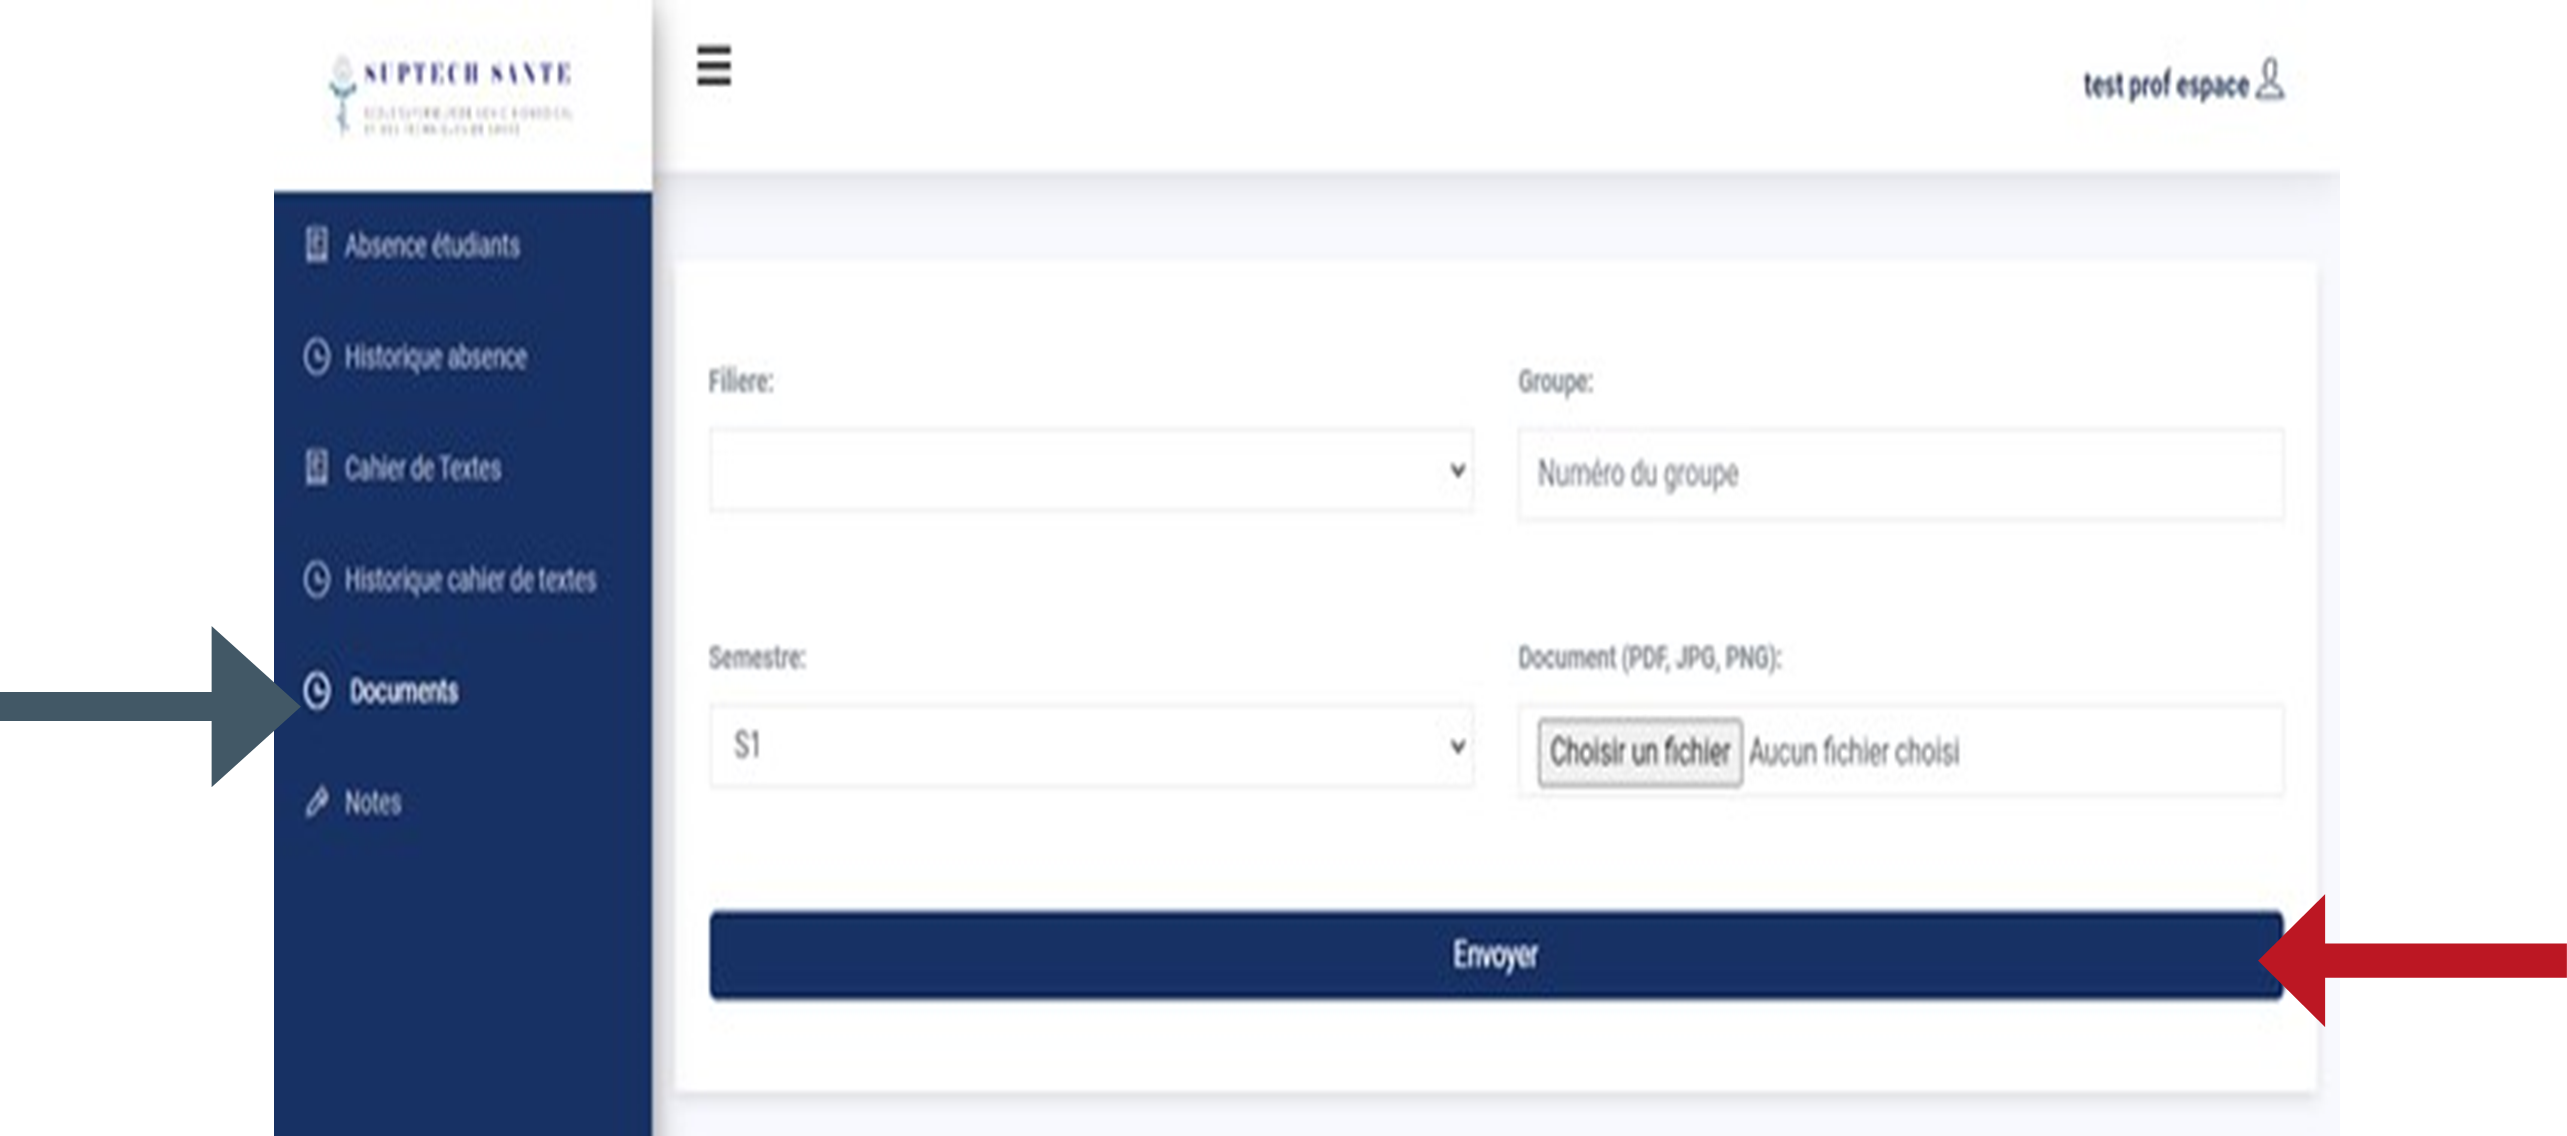 SUPTECH SANTE
test prof espace
Absence étudiants
Historique absence
Cahier de Textes
Historique cahier de textes
Documents
Notes
Filiere:
Groupe:
Numéro du groupe
Semestre:
Document (PDF, JPG, PNG):
S1
Choisir un fichier Aucun fichier choisi
Envoyer